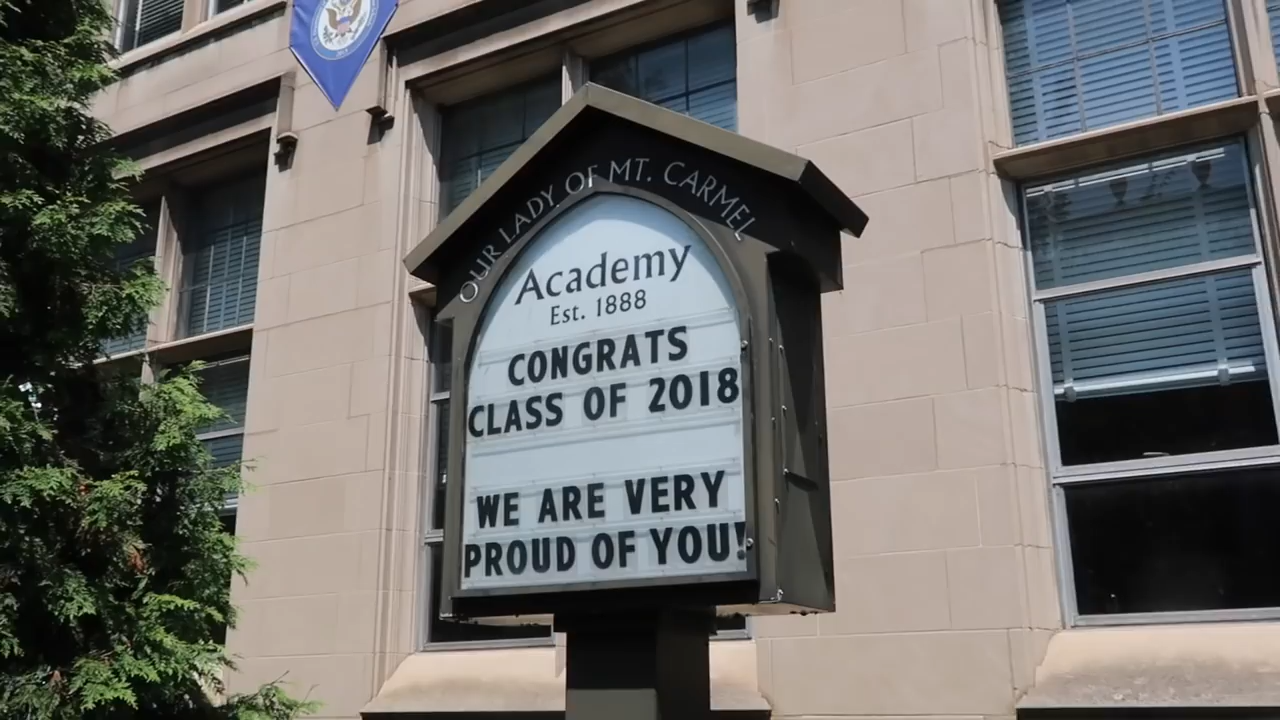 OUR LADY OF MT. CARMEL
Academy
Est. 1888
CONGRATS
CLASS OF 2018
WE ARE VERY
PROUD OF YOU!